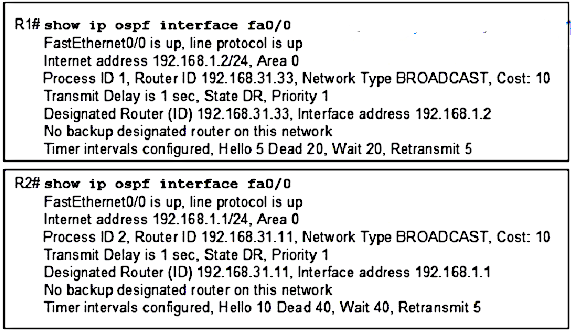 R1# show ip ospf interface fa0/0
FastEthernet0/0 is up, line protocol is up
Internet address 192.168.1.2/24, Area 0
Process ID 1, Router ID 192.168.31.33, Network Type BROADCAST, Cost: 10
Transmit Delay is 1 sec, State DR, Priority 1
Designated Router (ID) 192.168.31.33, Interface address 192.168.1.2
No backup designated router on this network
Timer intervals configured, Hello 5 Dead 20, Wait 20, Retransmit 5
R2# show ip ospf interface fa0/0
FastEthernet0/0 is up, line protocol is up
Internet address 192.168.1.1/24, Area 0
Process ID 2, Router ID 192.168.31.11, Network Type BROADCAST, Cost: 10
Transmit Delay is 1 sec, State DR, Priority 1
Designated Router (ID) 192.168.31.11, Interface address 192.168.1.1
No backup designated router on this network
Timer intervals configured, Hello 10 Dead 40, Wait 40, Retransmit 5